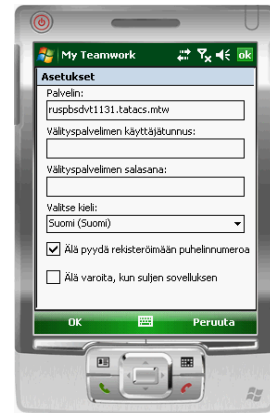 My Teamwork
ok
Asetukset
Palvelin:
ruspbsdvt1131.tatacs.mtw
Välityspalvelimen käyttäjätunnus:
Välityspalvelimen salasana:
Valitse kieli:
Suomi (Suomi)
Älä pyydä rekisteröimään puhelinnumeroa
Älä varoita, kun suljen sovelluksen
OK
Peruuta